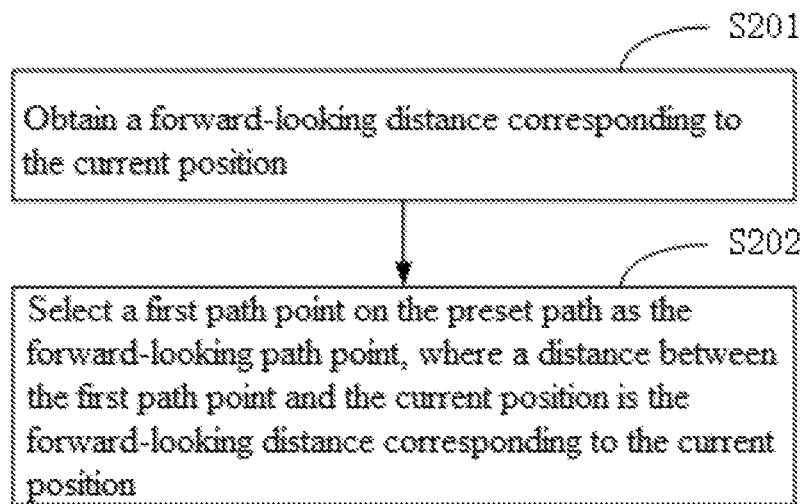 S201
Obtain a forward-looking distance corresponding to
the current position
S202
Select a first path point on the preset path as the
forward-looking path point, where a distance between
the first path point and the current position is the
forward-looking distance corresponding to the current
position